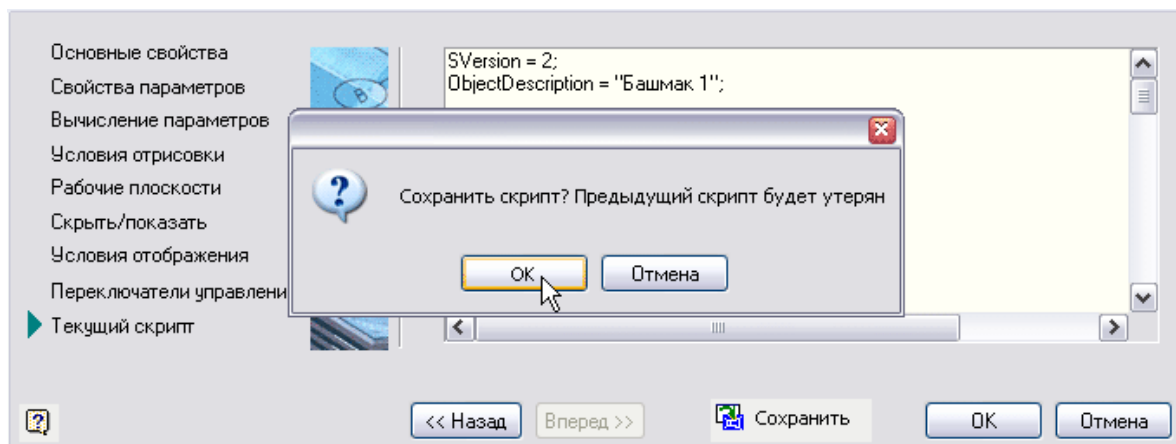 Основные свойства
Свойства параметров
Вычисление параметров
Условия отрисовки
Рабочие плоскости
Скрыть/показать
Условия отображения
Переключатели управлени
Текущий скрипт
SVersion = 2;
ObjectDescription = "Башмак 1";
Сохранить скрипт? Предыдущий скрипт будет утерян
OK
Отмена
<< Назад
Вперед >>
Сохранить
OK
Отмена